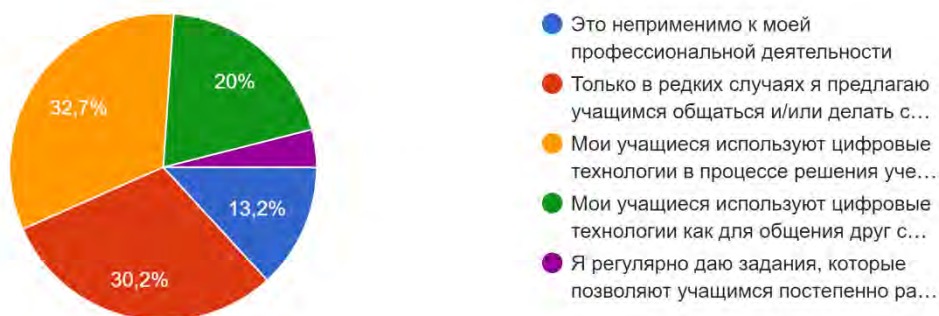 32,7%
20%
13,2%
30,2%
Это неприменимо к моей
профессиональной деятельности
Только в редких случаях я предлагаю
учащимся общаться и/или делать с...
Мои учащиеся используют цифровые
технологии в процессе решения уче...
Мои учащиеся используют цифровые
технологии как для общения друг с...
Я регулярно даю задания, которые
позволяют учащимся постепенно ра...